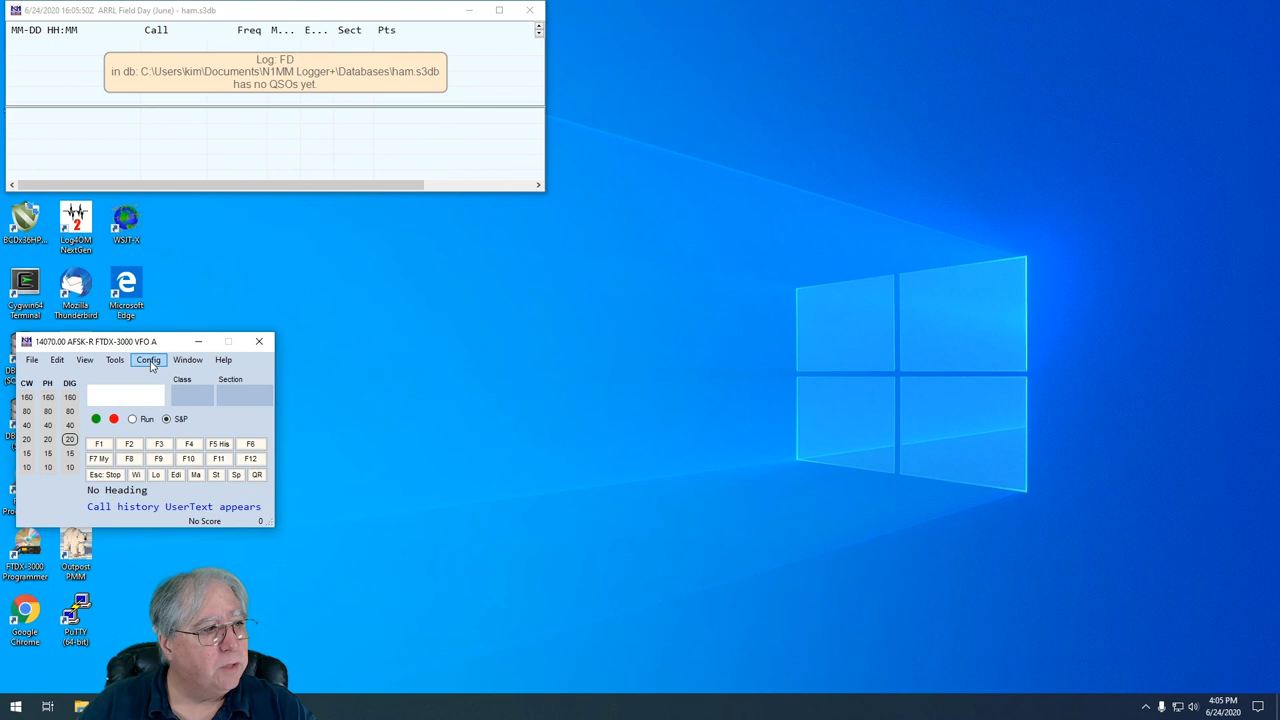 6/24/2020 16:05:50Z ARRL Field Day (June) - ham.s3db
MM-DD HH:MM Call Freq M... E... Sect Pts
Log: FD
in db: C:\Users\kim\Documents\N1MM Logger+\Databases\ham.s3db
has no QSOs yet.
BCDx36HP...
Log4OM
NextGen
WSJT-X
Cygwin64
Terminal
Mozilla
Thunderbird
Microsoft
Edge
14070.00 AFSK-R FTDX-3000 VFO A
File Edit View Tools Config Window Help
Class Section
CW PH DIG
160 160 160
80 80 80
40 40 40
20 20 20
15 15 15
10 10 10
Run S&P
F1 F2 F3 F4 F5 His F6
F7 My F8 F9 F10 F11 F12
Esc: Stop Wi Lo Edi Ma St Sp QR
No Heading
Call history UserText appears
No Score 0
FTDX-3000
Programmer
Outpost
PMM
Google
Chrome
PuTTY
(64-bit)
4:05 PM
6/24/2020